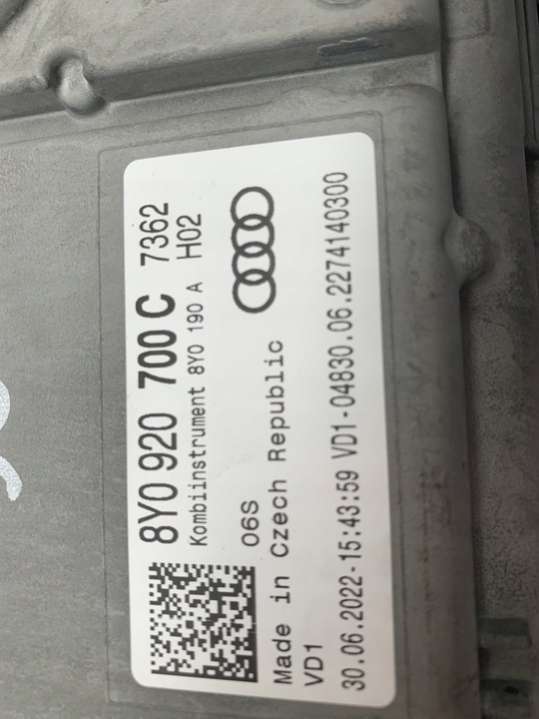 8Y0 920 700 C 7362
Kombiinstrument 8Y0 190 A H02
06S
Made in Czech Republic
VD1
30.06.2022-15:43:59 VD1-04830.06.2274140300